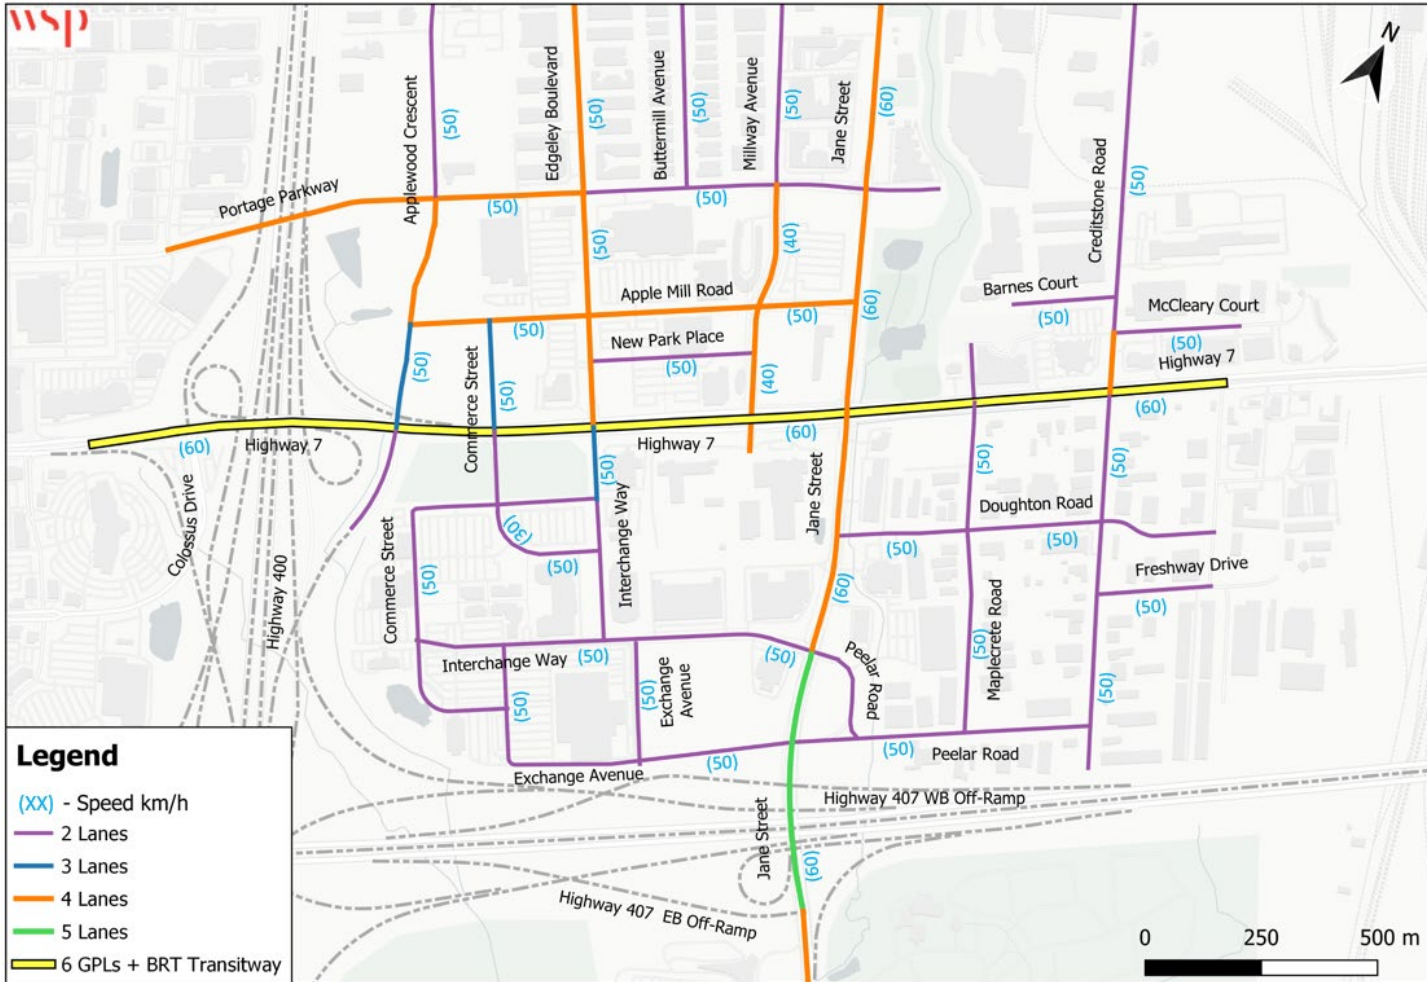 wsp
N
Applewood Crescent
(50)
Edgeley Boulevard
(50)
Buttermill Avenue
(50)
Millway Avenue
(50)
Jane Street
(60)
Creditstone Road
(50)
Portage Parkway
(50)
(50)
(50)
(40)
Apple Mill Road
(50)
(50)
(60)
Barnes Court
(50)
McCleary Court
(50)
New Park Place
(50)
(50)
Commerce Street
(50)
(40)
Highway 7
(60)
Highway 7
(60)
Highway 7
(60)
Colossus Drive
Highway 400
(50)
Interchange Way
Jane Street
(50)
(50)
Doughton Road
(50)
(50)
(30)
(50)
Commerce Street
(50)
(60)
Freshway Drive
(50)
Maplecrete Road
(50)
Interchange Way
(50)
(50)
Peelar Road
(50)
(50)
Exchange
Avenue
(50)
Exchange Avenue
(50)
(50)
Peelar Road
Highway 407 WB Off-Ramp
Jane Street
(60)
Highway 407 EB Off-Ramp
Legend
(XX) - Speed km/h
2 Lanes
3 Lanes
4 Lanes
5 Lanes
6 GPLs + BRT Transitway
0 250 500 m